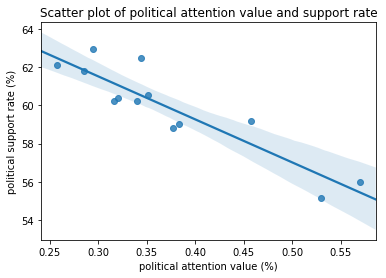 Scatter plot of political attention value and support rate
64
62
60
58
56
54
political support rate (%)
0.25 0.30 0.35 0.40 0.45 0.50 0.55
political attention value (%)